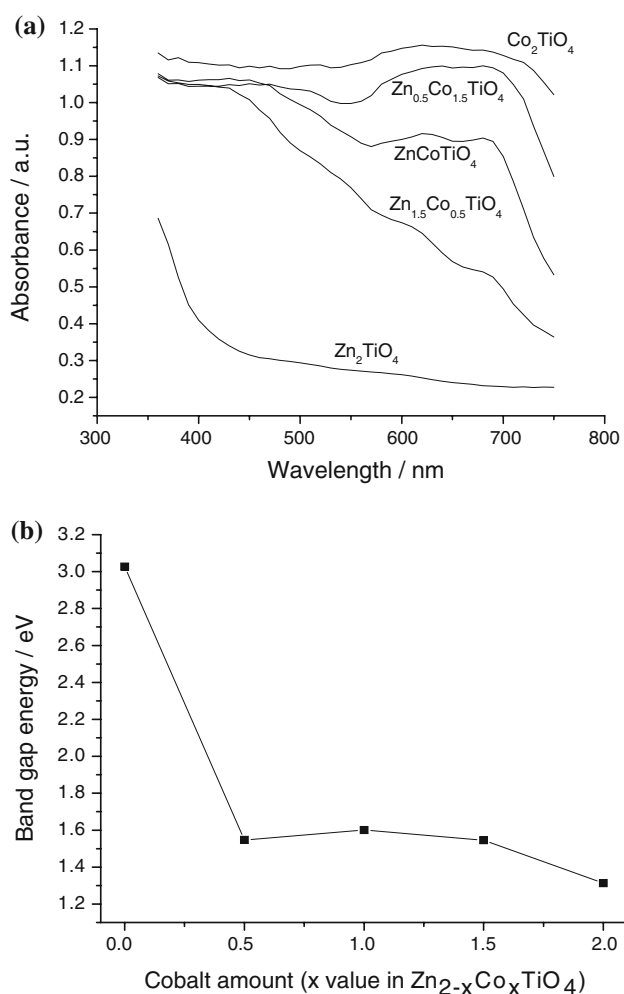 (a)
1.2
1.1
1.0
0.9
0.8
0.7
0.6
0.5
0.4
0.3
0.2
Absorbance / a.u.
Co₂TiO₄
Zn₀.₅Co₁.₅TiO₄
ZnCoTiO₄
Zn₁.₅Co₀.₅TiO₄
Zn₂TiO₄
300 400 500 600 700 800
Wavelength / nm
(b)
3.2
3.0
2.8
2.6
2.4
2.2
2.0
1.8
1.6
1.4
1.2
Band gap energy / eV
0.0 0.5 1.0 1.5 2.0
Cobalt amount (x value in Zn₂₋ₓCoₓTiO₄)